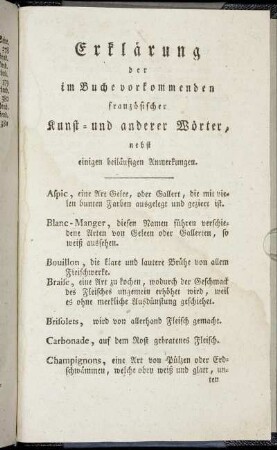 Erklärung
der
im Buche vorkommenden
französischer
Kunst- und anderer Wörter,
nebst
einigen beiläufigen Anmerkungen.
Aspic, eine Art Gelee, oder Gallert, die mit vie-
len bunten Farben ausgelegt und geziert ist.
Blanc-Manger, diesen Namen führen verschie-
dene Arten von Geleen oder Gallerten, so
weiß aussehen.
Bouillon, die klare und lautere Brühe von allem
Fleischwerke.
Braise, eine Art zu kochen, wodurch der Geschmack
des Fleisches ungemein erhöhet wird, weil
es ohne merkliche Ausdünstung geschiehet.
Brisolets, wird von allerhand Fleisch gemacht.
Carbonade, auf dem Rost gebratenes Fleisch.
Champignons, eine Art von Pülzen oder Erd-
schwämmen, welche oben weiß und glatt, un-
ten